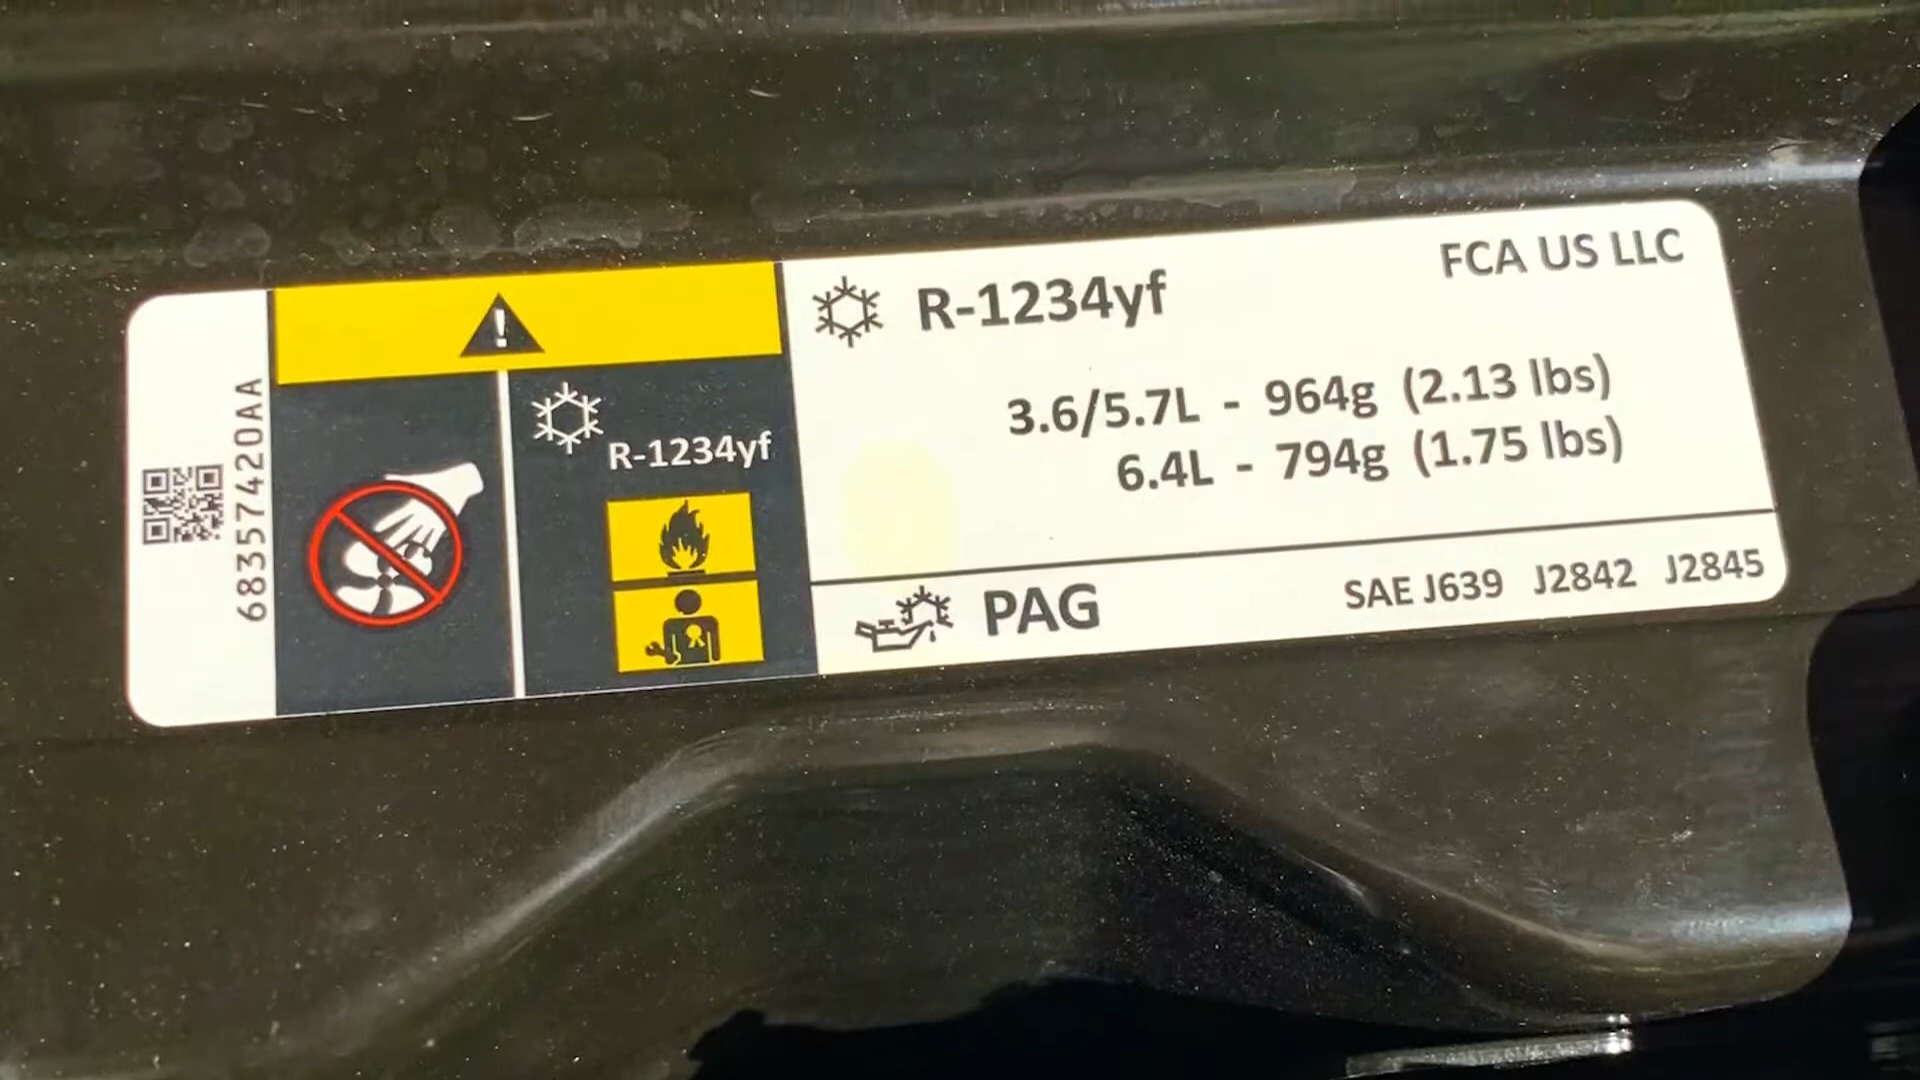 68357420AA
R-1234yf
R-1234yf
FCA US LLC
3.6/5.7L - 964g (2.13 lbs)
6.4L - 794g (1.75 lbs)
PAG
SAE J639 J2842 J2845